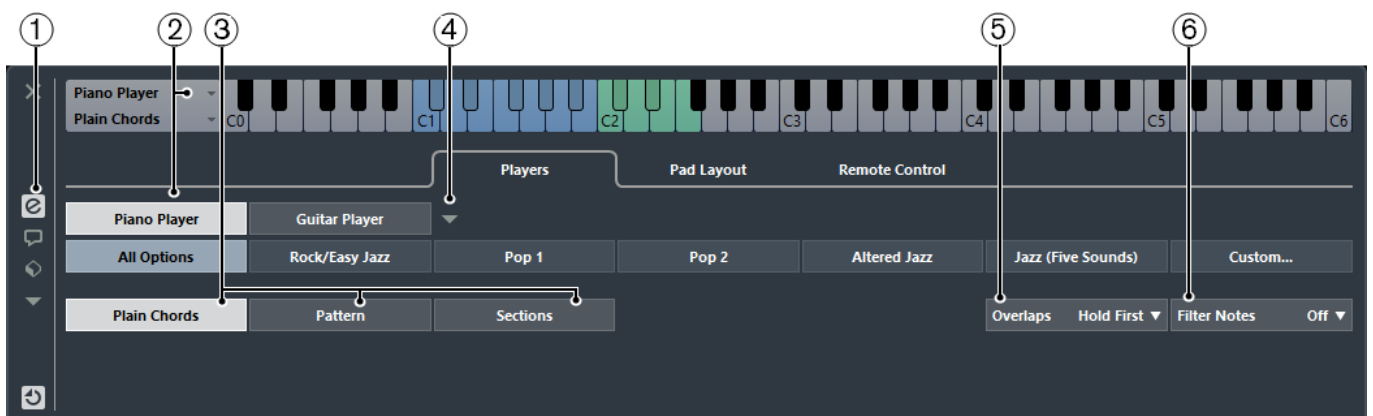 1 2 3 4 5 6
Piano Player
Plain Chords
C0 C1 C2 C3 C4 C5 C6
Players Pad Layout Remote Control
e
Piano Player Guitar Player
All Options Rock/Easy Jazz Pop 1 Pop 2 Altered Jazz Jazz (Five Sounds) Custom...
Plain Chords Pattern Sections Overlaps Hold First ▼ Filter Notes Off ▼